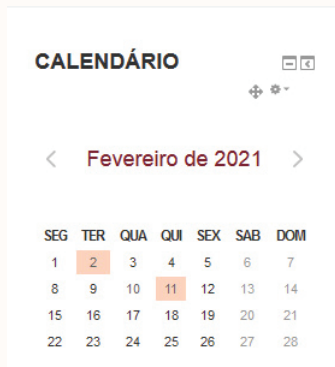 CALENDÁRIO
Fevereiro de 2021
SEG TER QUA QUI SEX SAB DOM
1 2 3 4 5 6 7
8 9 10 11 12 13 14
15 16 17 18 19 20 21
22 23 24 25 26 27 28